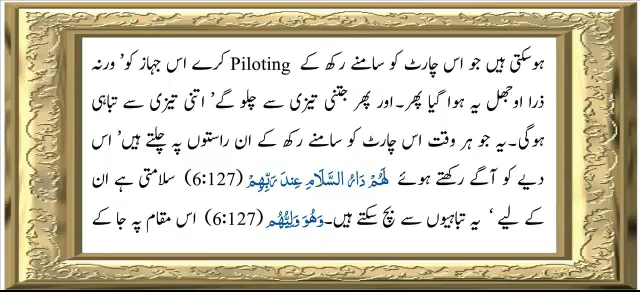 ہوسکتی ہیں جو اس چارٹ کو سامنے رکھ کے Piloting کرے اس جہاز کو’ ورنہ
ذرا اوجھل یہ ہوا گیا پھر۔اور پھر جتنی تیزی سے چلو گے’ اتنی تیزی سے تباہی
ہوگی۔یہ جو ہر وقت اس چارٹ کو سامنے رکھ کے ان راستوں پہ چلتے ہیں’ اس
دیے کو آگے رکھتے ہوئے لَهُمْ دَارُ السَّلَامِ عِندَ رَبِّهِمْ (6:127) سلامتی ہے ان
کے لیے ‘ یہ تباہیوں سے بچ سکتے ہیں۔وَهُوَ وَلِيُّهُم (6:127) اس مقام پہ جا کے